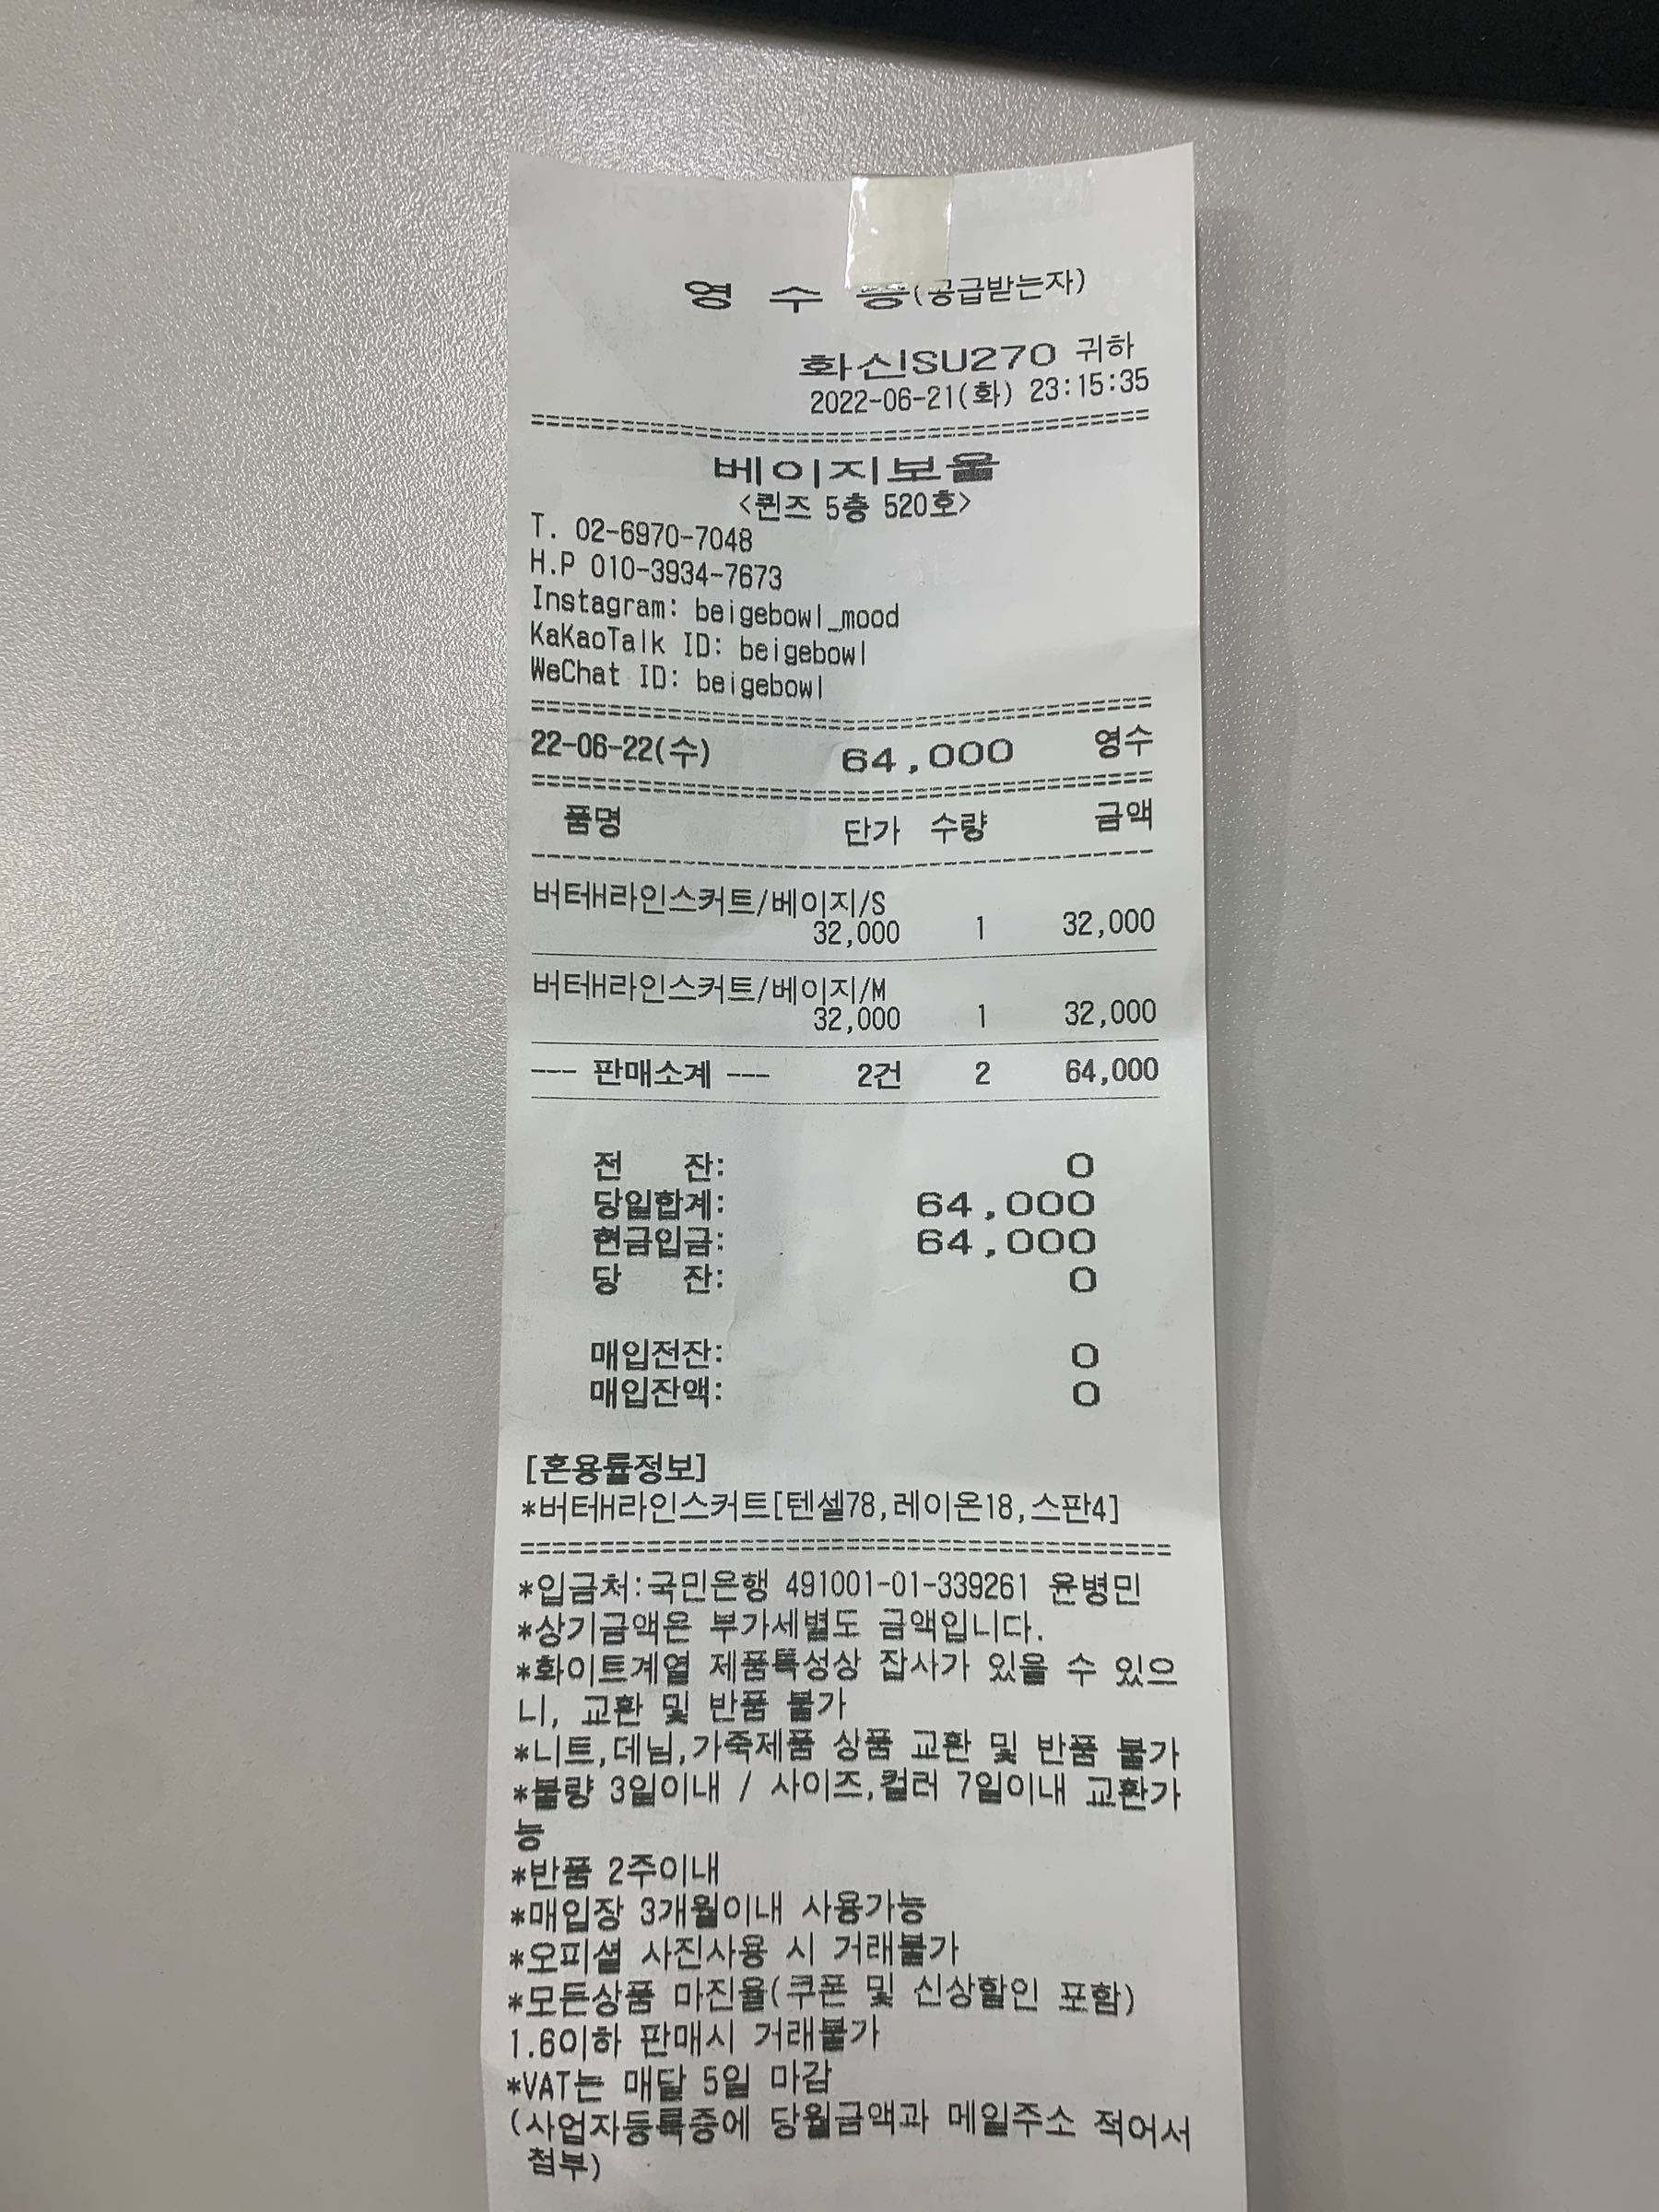 영 수 증(공급받는자)
화신SU270 귀하
2022-06-21(화) 23:15:35
========================================
베이지보울
<퀸즈 5층 520호>
T. 02-6970-7048
H.P 010-3934-7673
Instagram: beigebowl_mood
KaKaoTalk ID: beigebowl
WeChat ID: beigebowl
========================================
22-06-22(수) 64,000 영수
========================================
품명 단가 수량 금액
----------------------------------------
버터H라인스커트/베이지/S
32,000 1 32,000
버터H라인스커트/베이지/M
32,000 1 32,000
--- 판매소계 --- 2건 2 64,000
전 잔: 0
당일합계: 64,000
현금입금: 64,000
당 잔: 0
매입전잔: 0
매입잔액: 0
[혼용률정보]
*버터H라인스커트[텐셀78,레이온18,스판4]
========================================
*입금처:국민은행 491001-01-339261 윤병민
*상기금액은 부가세별도 금액입니다.
*화이트계열 제품특성상 잡사가 있을 수 있으
니, 교환 및 반품 불가
*니트,데님,가죽제품 상품 교환 및 반품 불가
*불량 3일이내 / 사이즈,컬러 7일이내 교환가
능
*반품 2주이내
*매입장 3개월이내 사용가능
*오피셜 사진사용 시 거래불가
*모든상품 마진율(쿠폰 및 신상할인 포함)
1.6이하 판매시 거래불가
*VAT는 매달 5일 마감
(사업자등록증에 당월금액과 메일주소 적어서
첨부)